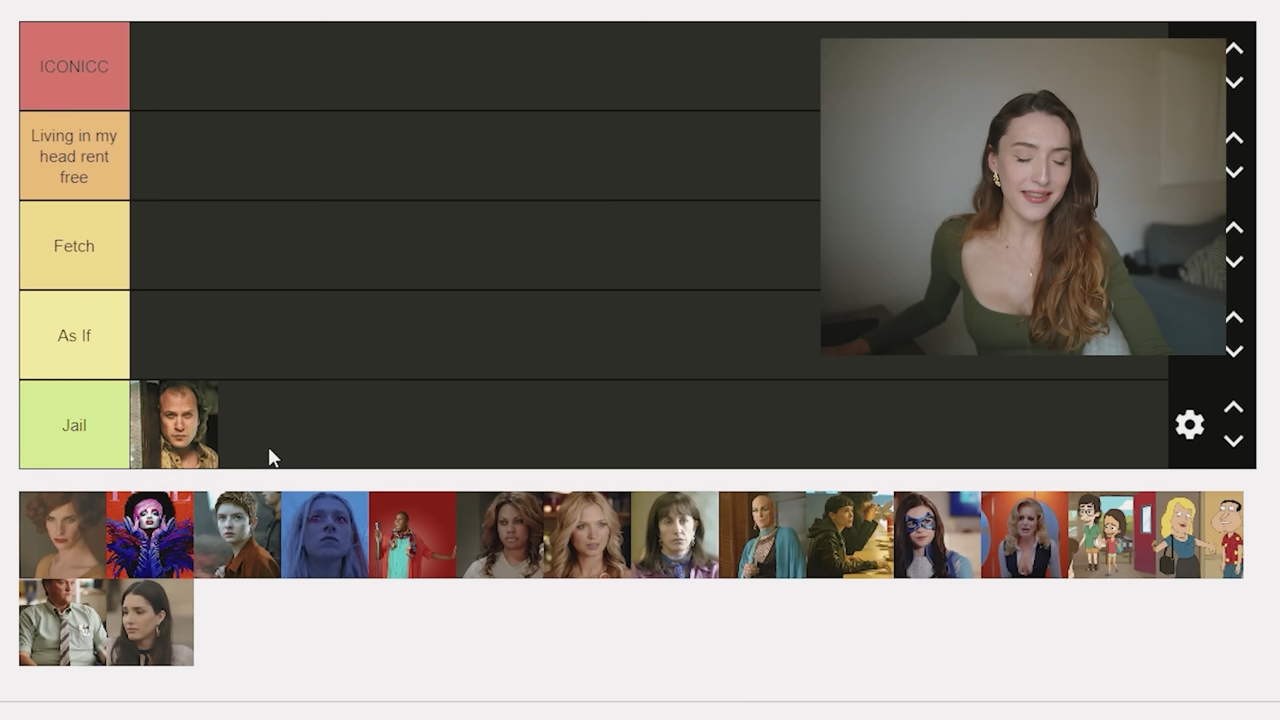 ICONICC
Living in my
head rent
free
Fetch
As If
Jail